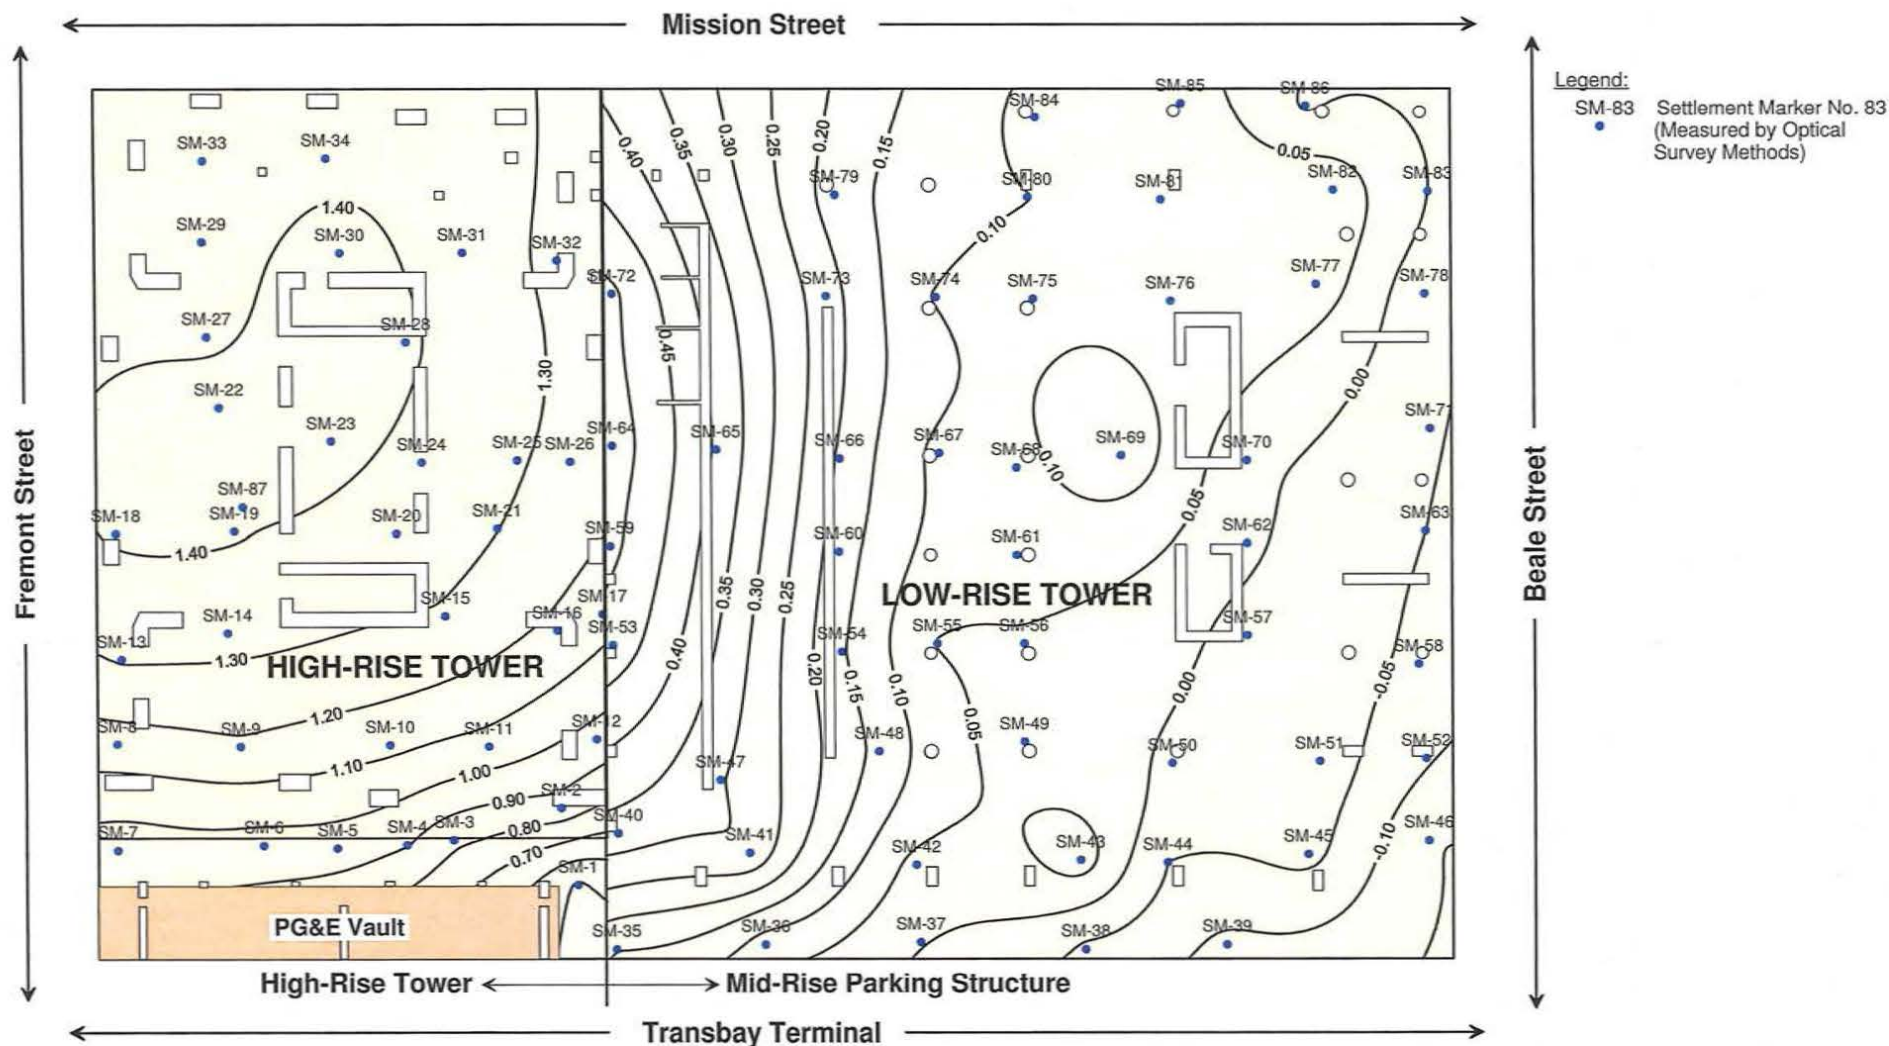 Mission Street
Legend:
SM-83 Settlement Marker No. 83
(Measured by Optical
Survey Methods)
Fremont Street
Beale Street
SM-85
SM-86
SM-84
SM-33
SM-34
0.40
0.35
0.30
0.25
0.20
0.15
0.05
SM-79
SM-80
SM-81
SM-82
SM-83
1.40
SM-29
SM-30
SM-31
SM-32
0.10
SM-72
SM-73
SM-74
SM-75
SM-76
SM-77
SM-78
SM-27
SM-28
0.45
1.30
0.00
SM-22
SM-23
SM-24
SM-25
SM-26
SM-64
SM-65
SM-66
SM-67
SM-68
SM-69
SM-70
SM-71
0.10
SM-87
SM-18
SM-19
SM-20
SM-21
SM-59
SM-60
SM-61
SM-62
SM-63
0.05
1.40
0.35
0.30
0.25
LOW-RISE TOWER
SM-13
SM-14
SM-15
SM-16
SM-17
SM-53
SM-54
SM-55
SM-56
SM-57
SM-58
1.30
HIGH-RISE TOWER
0.40
0.20
0.15
0.10
0.00
-0.05
1.20
SM-8
SM-9
SM-10
SM-11
SM-12
SM-47
SM-48
0.05
SM-49
SM-50
SM-51
SM-52
1.10
1.00
0.90
SM-2
0.80
SM-40
0.70
SM-7
SM-6
SM-5
SM-4
SM-3
SM-1
SM-41
SM-42
SM-43
SM-44
SM-45
-0.10
SM-46
PG&E Vault
SM-35
SM-36
SM-37
SM-38
SM-39
High-Rise Tower
Mid-Rise Parking Structure
Transbay Terminal